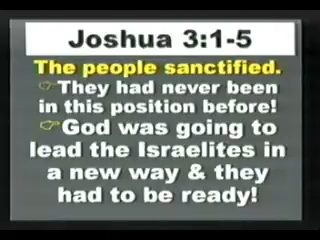 Joshua 3:1-5
The people sanctified.
☞They had never been
in this position before!
☞God was going to
lead the Israelites in
a new way & they
had to be ready!